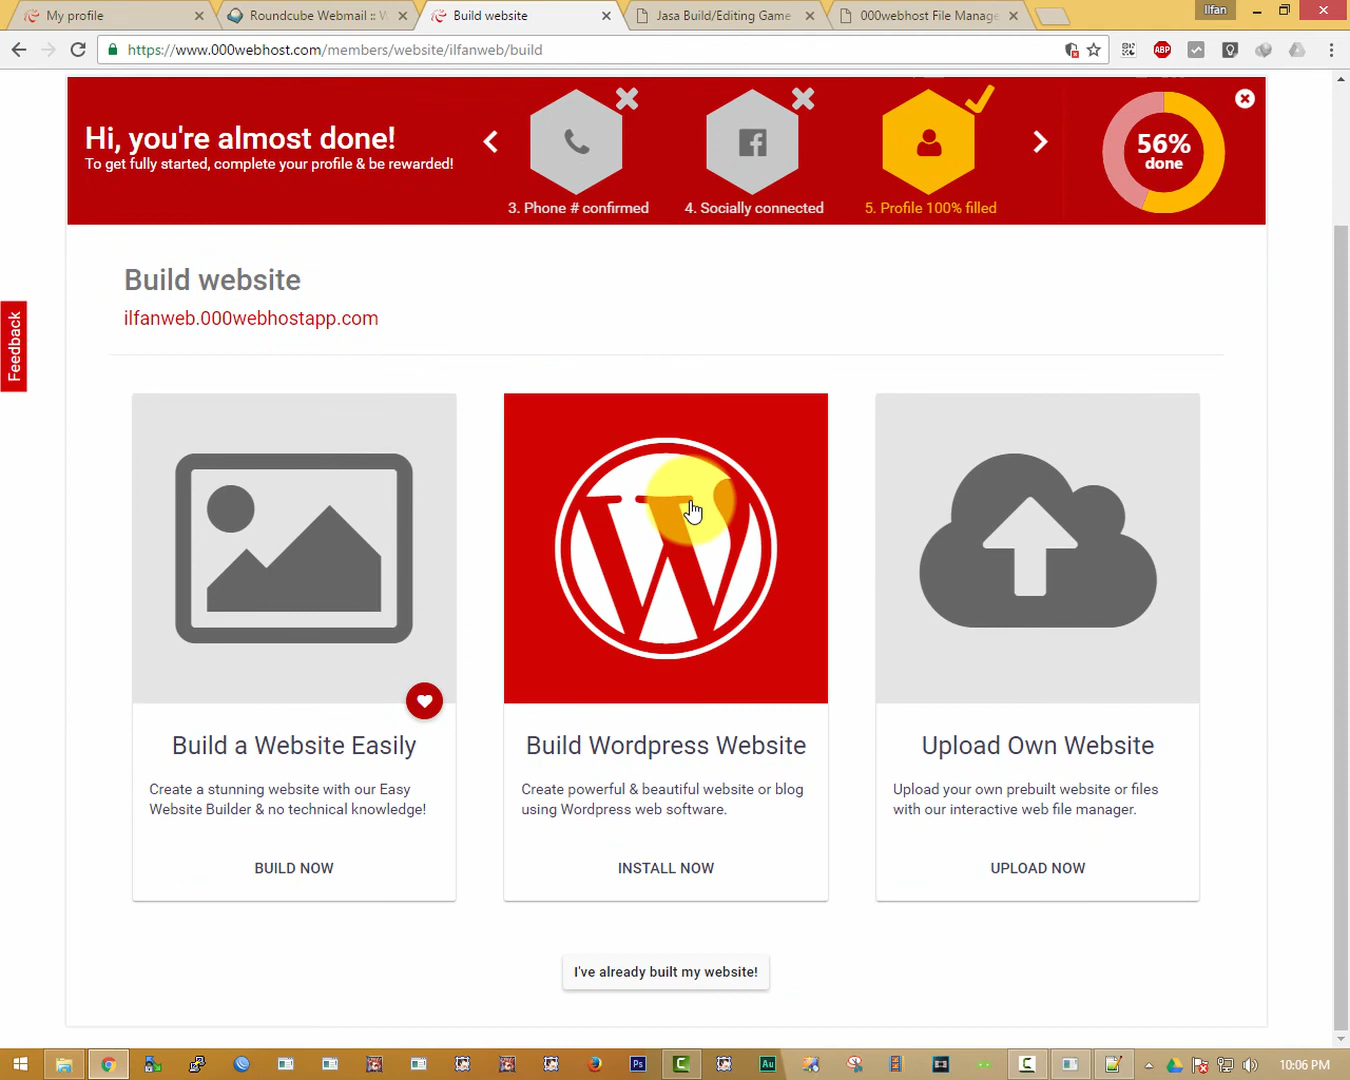 My profile
Roundcube Webmail :: W
Build website
Jasa Build/Editing Game
000webhost File Manage
Ilfan
https://www.000webhost.com/members/website/ilfanweb/build
ABP
Hi, you're almost done!
To get fully started, complete your profile & be rewarded!
3. Phone # confirmed
4. Socially connected
5. Profile 100% filled
56%
done
Feedback
Build website
ilfanweb.000webhostapp.com
Build a Website Easily
Create a stunning website with our Easy
Website Builder & no technical knowledge!
BUILD NOW
Build Wordpress Website
Create powerful & beautiful website or blog
using Wordpress web software.
INSTALL NOW
Upload Own Website
Upload your own prebuilt website or files
with our interactive web file manager.
UPLOAD NOW
I've already built my website!
Ps
Au
10:06 PM